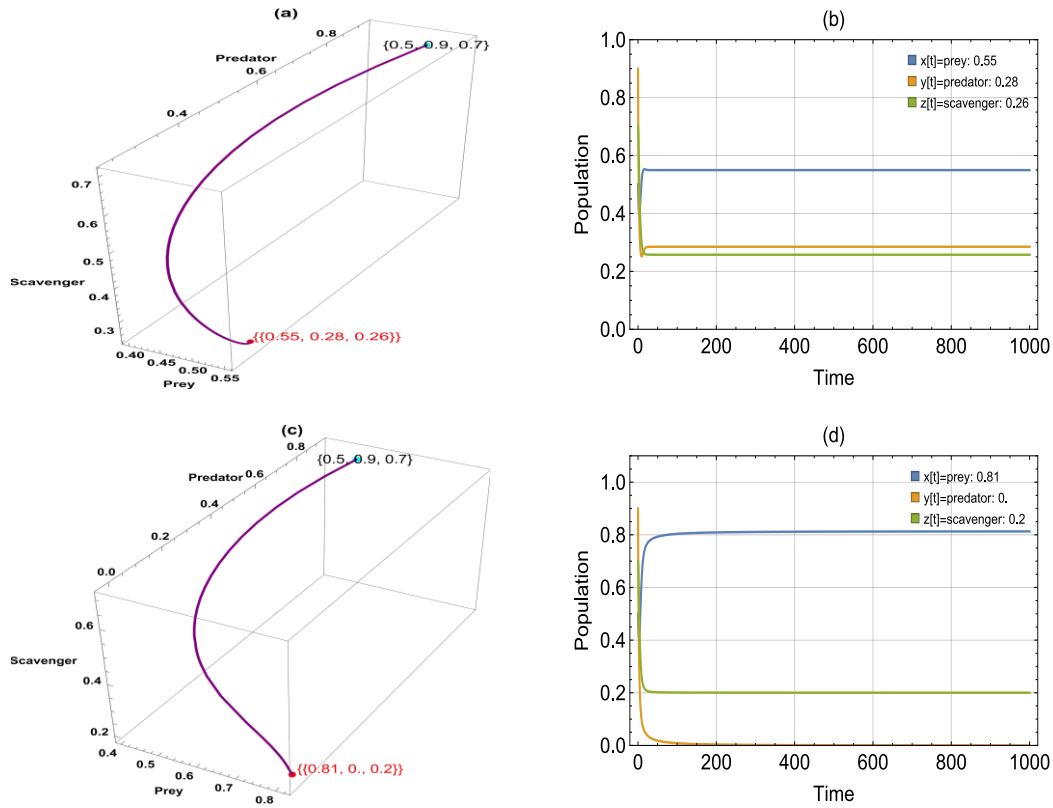 (a)
0.8
{0.5, 0.9, 0.7}
Predator
0.6
0.4
0.7
0.6
0.5
Scavenger
0.4
0.3
{{0.55, 0.28, 0.26}}
0.40
0.45
0.50
0.55
Prey
(b)
1.0
x[t]=prey: 0.55
y[t]=predator: 0.28
z[t]=scavenger: 0.26
0.8
0.6
Population
0.4
0.2
0.0
0 200 400 600 800 1000
Time
(c)
0.8
{0.5, 0.9, 0.7}
Predator
0.6
0.4
0.2
0.0
0.6
Scavenger
0.4
0.2
{{0.81, 0., 0.2}}
0.4
0.5
0.6
0.7
0.8
Prey
(d)
1.0
x[t]=prey: 0.81
y[t]=predator: 0.
z[t]=scavenger: 0.2
0.8
0.6
Population
0.4
0.2
0.0
0 200 400 600 800 1000
Time